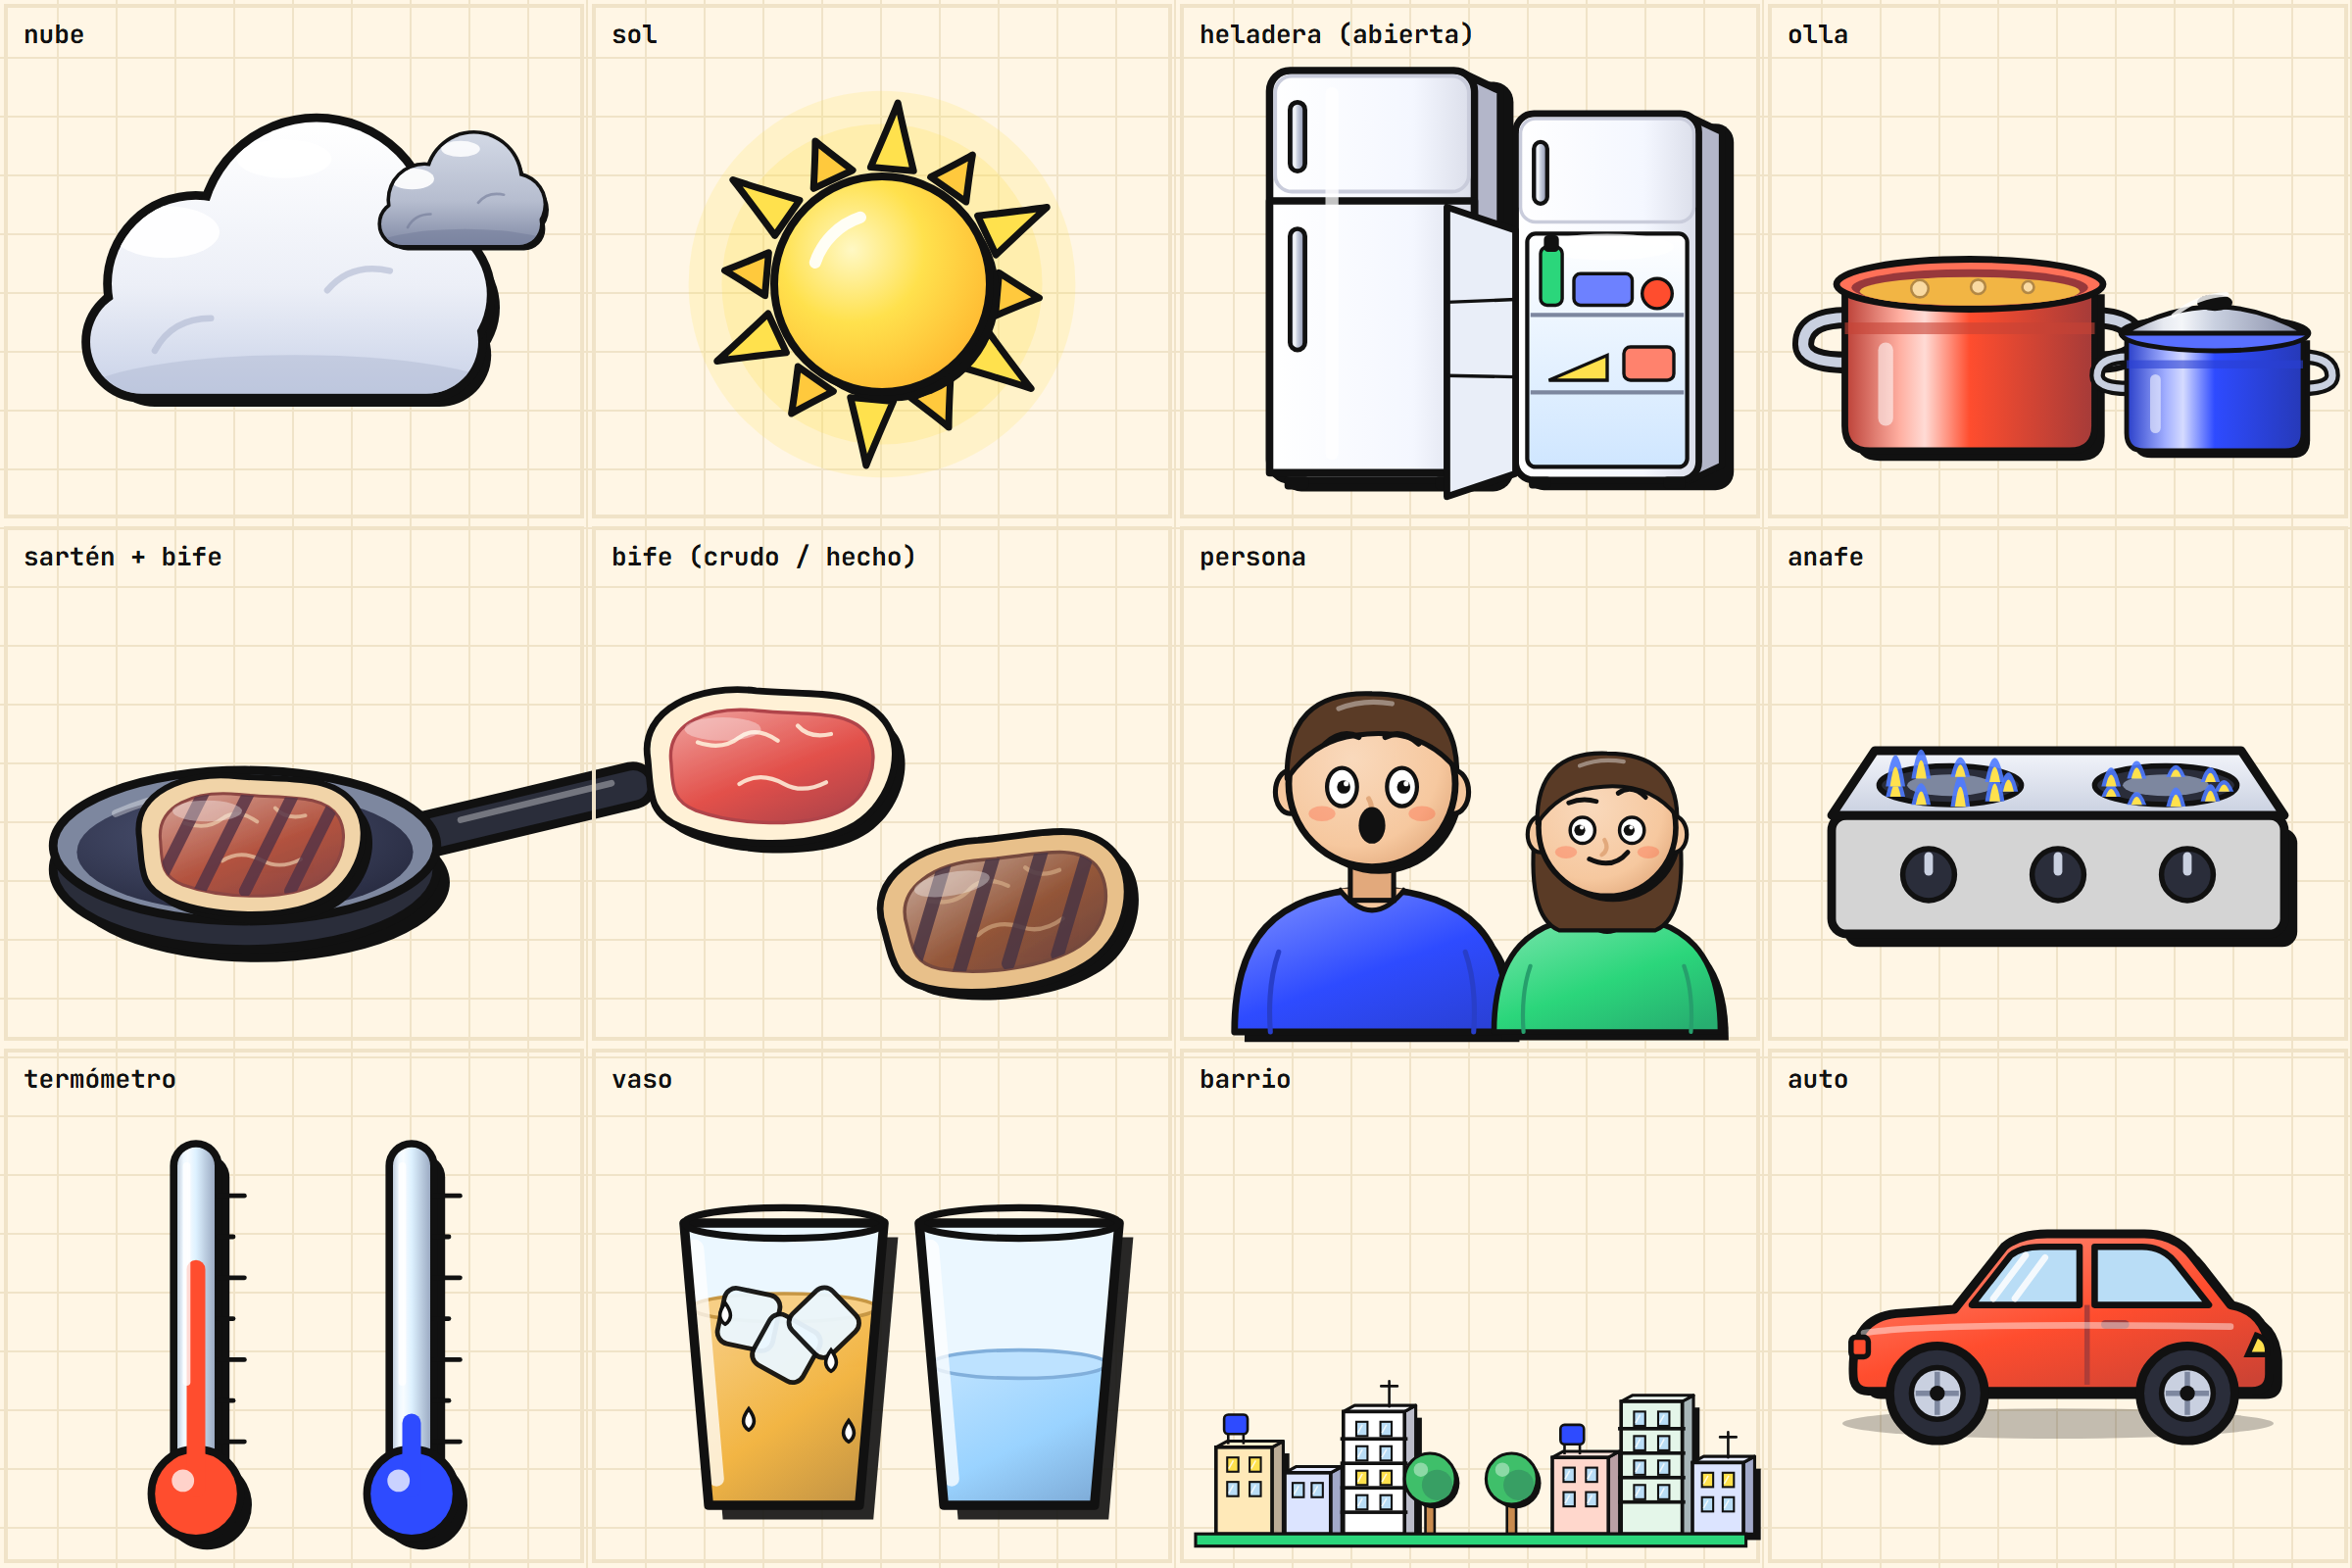 nube
sol
heladera (abierta)
olla
sartén + bife
bife (crudo / hecho)
persona
anafe
termómetro
vaso
barrio
auto